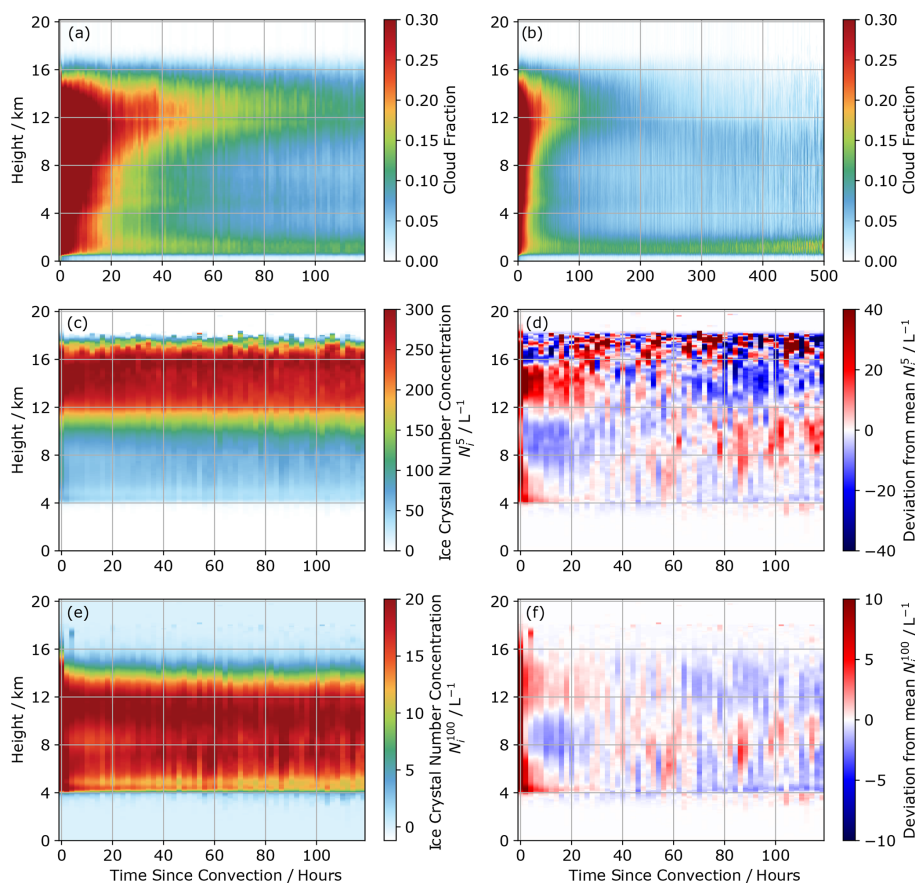 (a)
Height / km
20
16
12
8
4
0
0 20 40 60 80 100
0.30
0.25
0.20
0.15
0.10
0.05
0.00
Cloud Fraction
(b)
20
16
12
8
4
0
0 100 200 300 400 500
0.30
0.25
0.20
0.15
0.10
0.05
0.00
Cloud Fraction
(c)
Height / km
20
16
12
8
4
0
0 20 40 60 80 100
300
250
200
150
100
50
0
Ice Crystal Number Concentration
N_i^5 / L⁻¹
(d)
20
16
12
8
4
0
0 20 40 60 80 100
40
20
0
−20
−40
Deviation from mean N_i^5 / L⁻¹
(e)
Height / km
20
16
12
8
4
0
0 20 40 60 80 100
Time Since Convection / Hours
20
15
10
5
0
Ice Crystal Number Concentration
N_i^100 / L⁻¹
(f)
20
16
12
8
4
0
0 20 40 60 80 100
Time Since Convection / Hours
10
5
0
−5
−10
Deviation from mean N_i^100 / L⁻¹